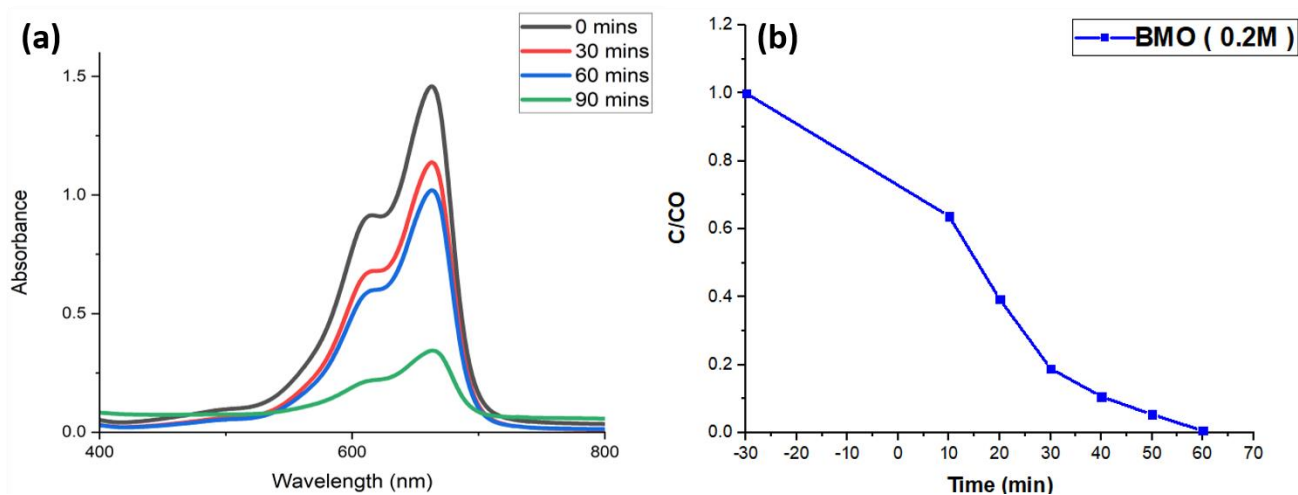 (a)
0 mins
30 mins
60 mins
90 mins
1.5
1.0
0.5
0.0
Absorbance
400
600
800
Wavelength (nm)
(b)
BMO ( 0.2M)
1.2
1.0
0.8
0.6
0.4
0.2
0.0
C/CO
-30 -20 -10 0 10 20 30 40 50 60 70
Time (min)